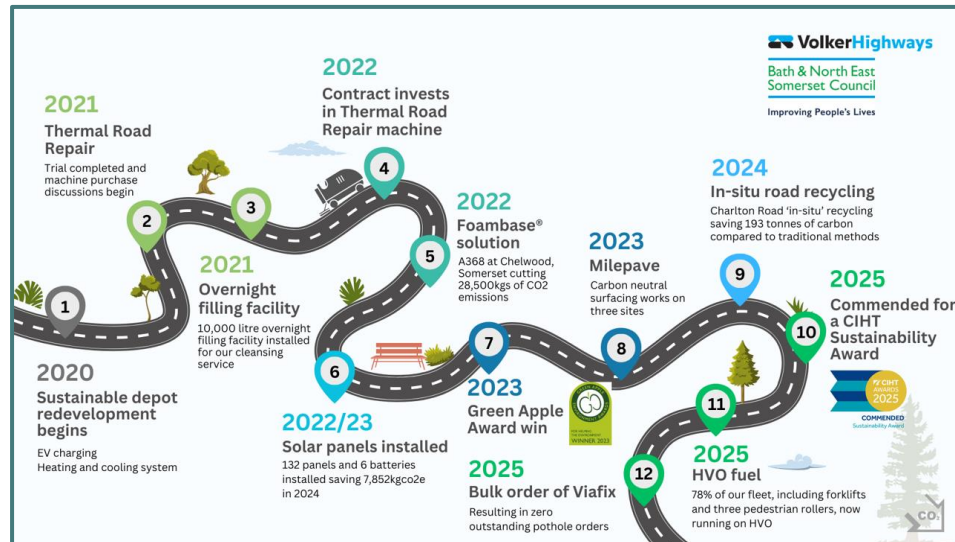 VolkerHighways
Bath & North East
Somerset Council
Improving People's Lives
1
2020
Sustainable depot
redevelopment
begins
EV charging
Heating and cooling system
2
2021
Thermal Road
Repair
Trial completed and
machine purchase
discussions begin
3
2021
Overnight
filling facility
10,000 litre overnight
filling facility installed
for our cleansing
service
4
2022
Contract invests
in Thermal Road
Repair machine
5
2022
Foambase®
solution
A368 at Chelwood,
Somerset cutting
28,500kgs of CO2
emissions
6
2022/23
Solar panels installed
132 panels and 6 batteries
installed saving 7,852kgco2e
in 2024
7
2023
Green Apple
Award win
WINNER 2023
8
2023
Milepave
Carbon neutral
surfacing works on
three sites
9
2024
In-situ road recycling
Charlton Road 'in-situ' recycling
saving 193 tonnes of carbon
compared to traditional methods
10
2025
Commended for
a CIHT
Sustainability
Award
CIHT
AWARDS
2025
COMMENDED
Sustainability Award
11
2025
HVO fuel
78% of our fleet, including forklifts
and three pedestrian rollers, now
running on HVO
12
2025
Bulk order of Viafix
Resulting in zero
outstanding pothole orders
CO₂